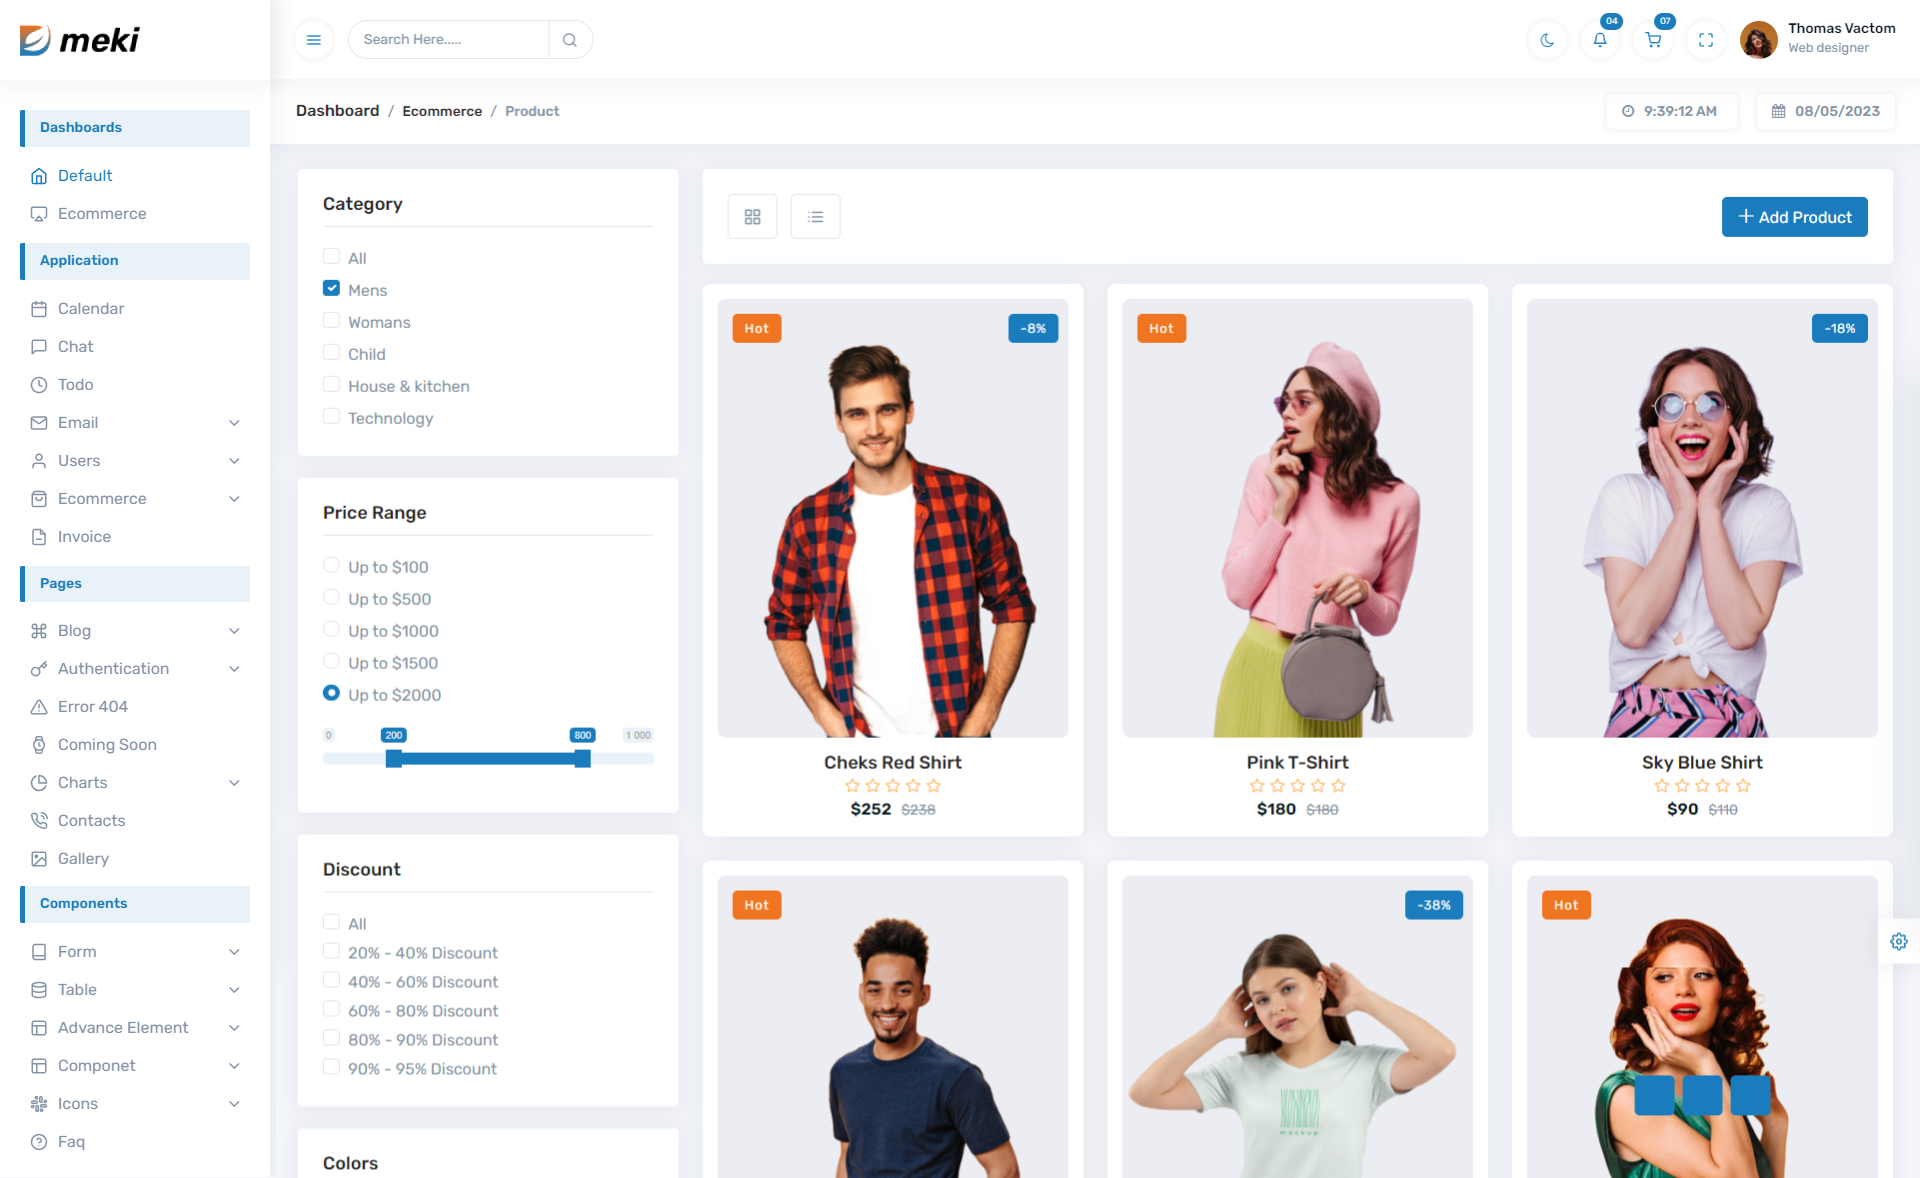 meki
Search Here.....
04
07
Thomas Vactom
Web designer
Dashboard / Ecommerce / Product
9:39:12 AM
08/05/2023
Dashboards
Default
Ecommerce
Application
Calendar
Chat
Todo
Email
Users
Ecommerce
Invoice
Pages
Blog
Authentication
Error 404
Coming Soon
Charts
Contacts
Gallery
Components
Form
Table
Advance Element
Componet
Icons
Faq
Category
All
Mens
Womans
Child
House & kitchen
Technology
Price Range
Up to $100
Up to $500
Up to $1000
Up to $1500
Up to $2000
0 200 800 1 000
Discount
All
20% - 40% Discount
40% - 60% Discount
60% - 80% Discount
80% - 90% Discount
90% - 95% Discount
Colors
Add Product
Hot
-8%
Cheks Red Shirt
$252 $238
Hot
Pink T-Shirt
$180 $180
-18%
Sky Blue Shirt
$90 $110
Hot
-38%
mockup
Hot